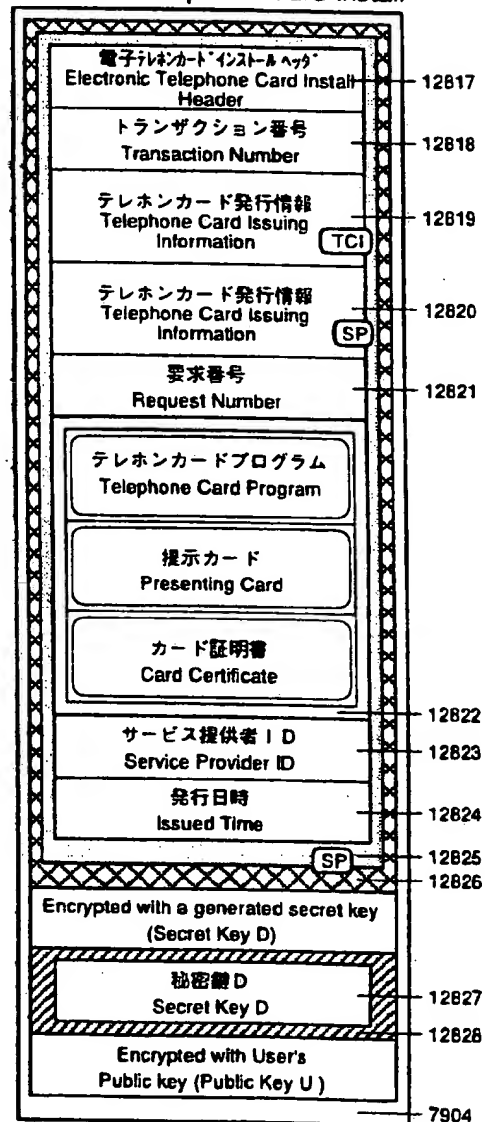 電子テレホンカードインストールヘッダ
Electronic Telephone Card Install
Header
12817
トランザクション番号
Transaction Number
12818
テレホンカード発行情報
Telephone Card Issuing
Information
TCI
12819
テレホンカード発行情報
Telephone Card Issuing
Information
SP
12820
要求番号
Request Number
12821
テレホンカードプログラム
Telephone Card Program
提示カード
Presenting Card
カード証明書
Card Certificate
12822
サービス提供者ID
Service Provider ID
12823
発行日時
Issued Time
12824
SP
12825
12826
Encrypted with a generated secret key
(Secret Key D)
秘密鍵D
Secret Key D
12827
12828
Encrypted with User's
Public key (Public Key U )
7904